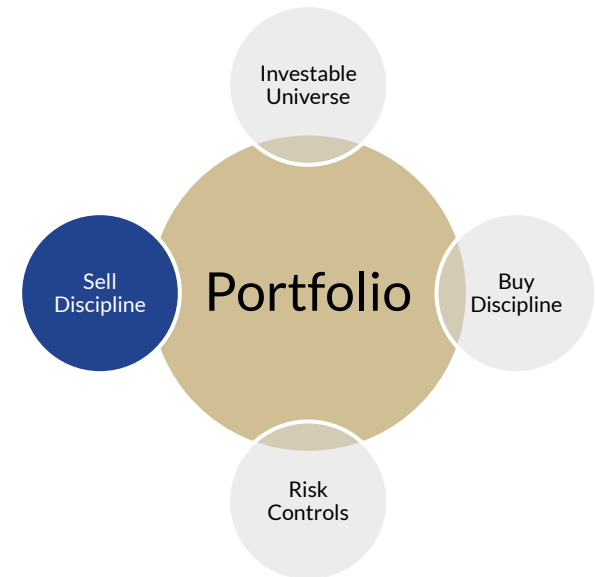 Investable
Universe
Sell
Discipline
Portfolio
Buy
Discipline
Risk
Controls